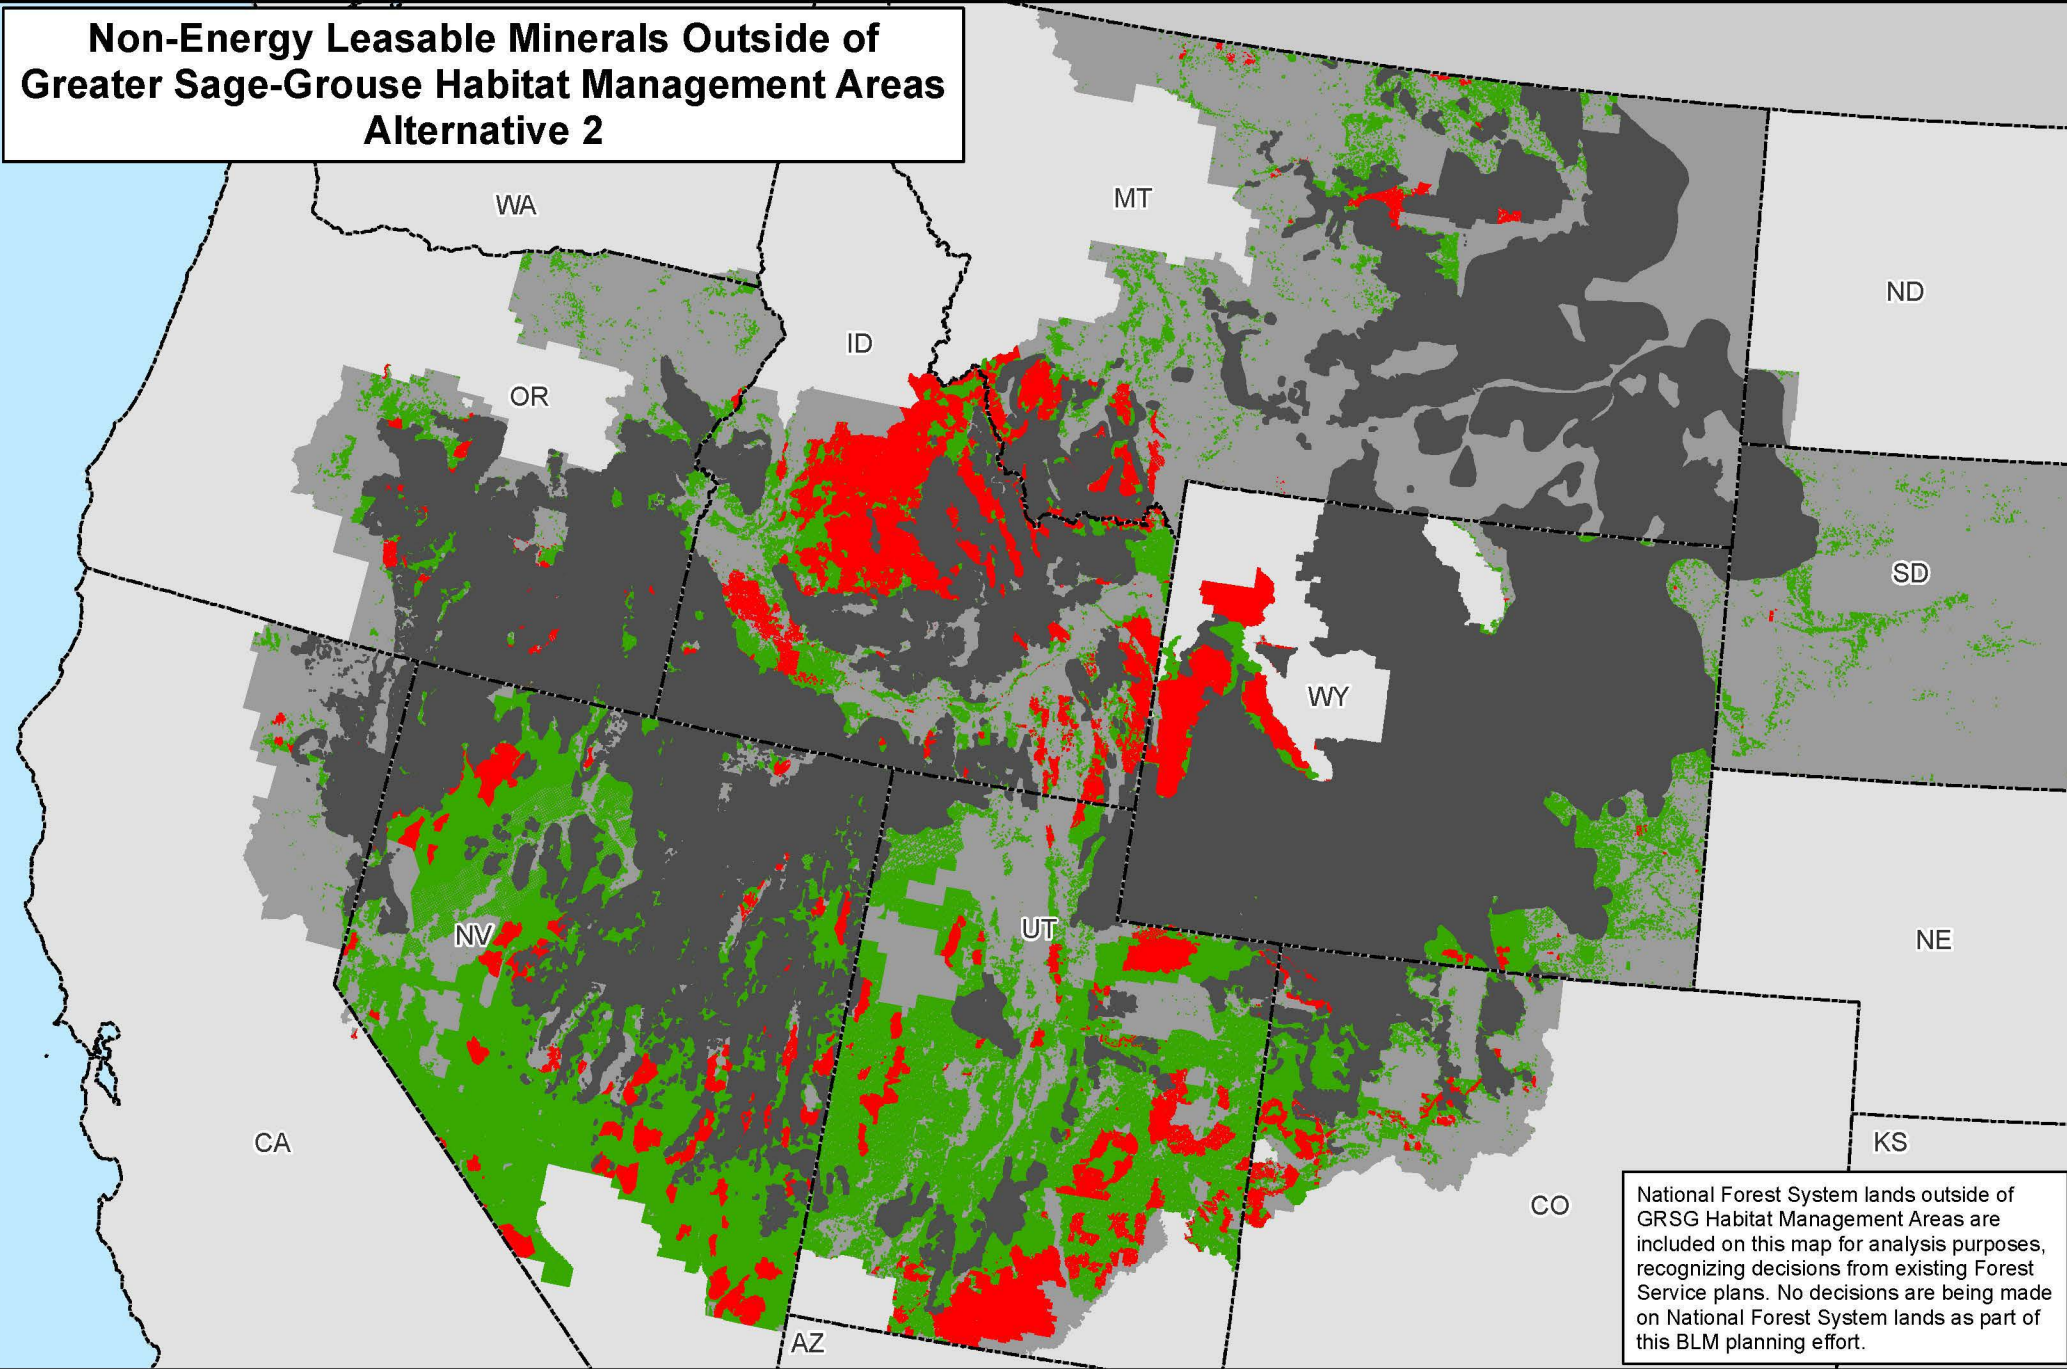 Non-Energy Leasable Minerals Outside of
Greater Sage-Grouse Habitat Management Areas
Alternative 2
WA
MT
ND
ID
OR
SD
WY
NV
UT
NE
CA
KS
CO
AZ
National Forest System lands outside of
GRSG Habitat Management Areas are
included on this map for analysis purposes,
recognizing decisions from existing Forest
Service plans. No decisions are being made
on National Forest System lands as part of
this BLM planning effort.